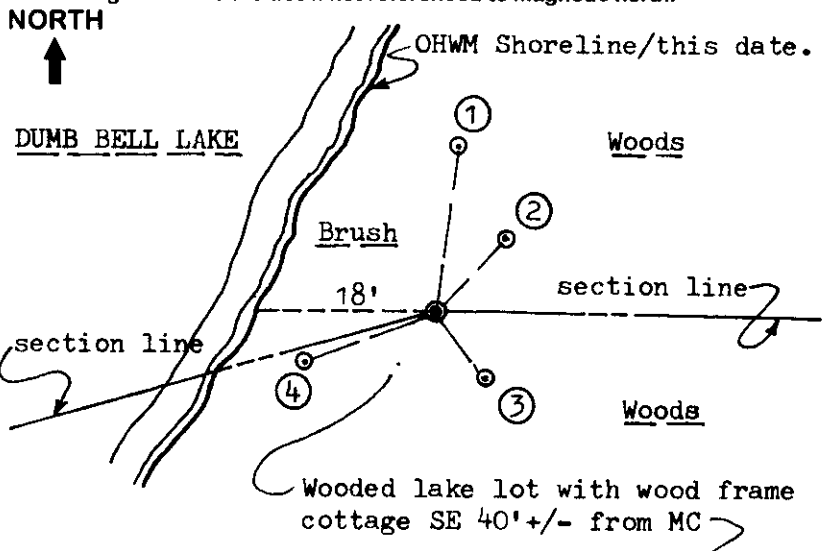 NORTH
OHWM Shoreline/this date.
1
DUMB BELL LAKE
Woods
2
Brush
18'
section line
section line
4
3
Woods
Wooded lake lot with wood frame
cottage SE 40'+/- from MC